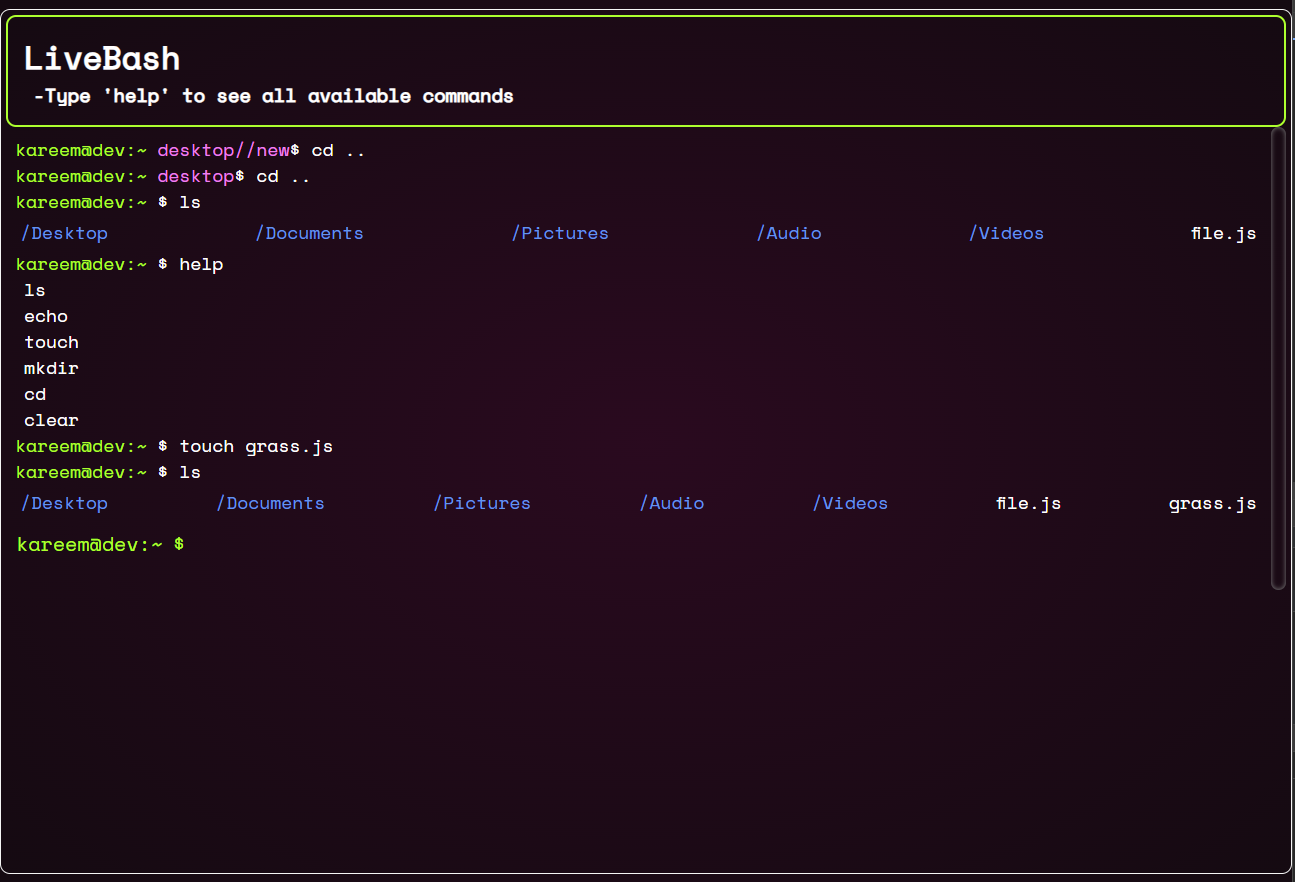 LiveBash
-Type 'help' to see all available commands
kareem@dev:~ desktop//new$ cd ..
kareem@dev:~ desktop$ cd ..
kareem@dev:~ $ ls
/Desktop /Documents /Pictures /Audio /Videos file.js
kareem@dev:~ $ help
ls
echo
touch
mkdir
cd
clear
kareem@dev:~ $ touch grass.js
kareem@dev:~ $ ls
/Desktop /Documents /Pictures /Audio /Videos file.js grass.js
kareem@dev:~ $